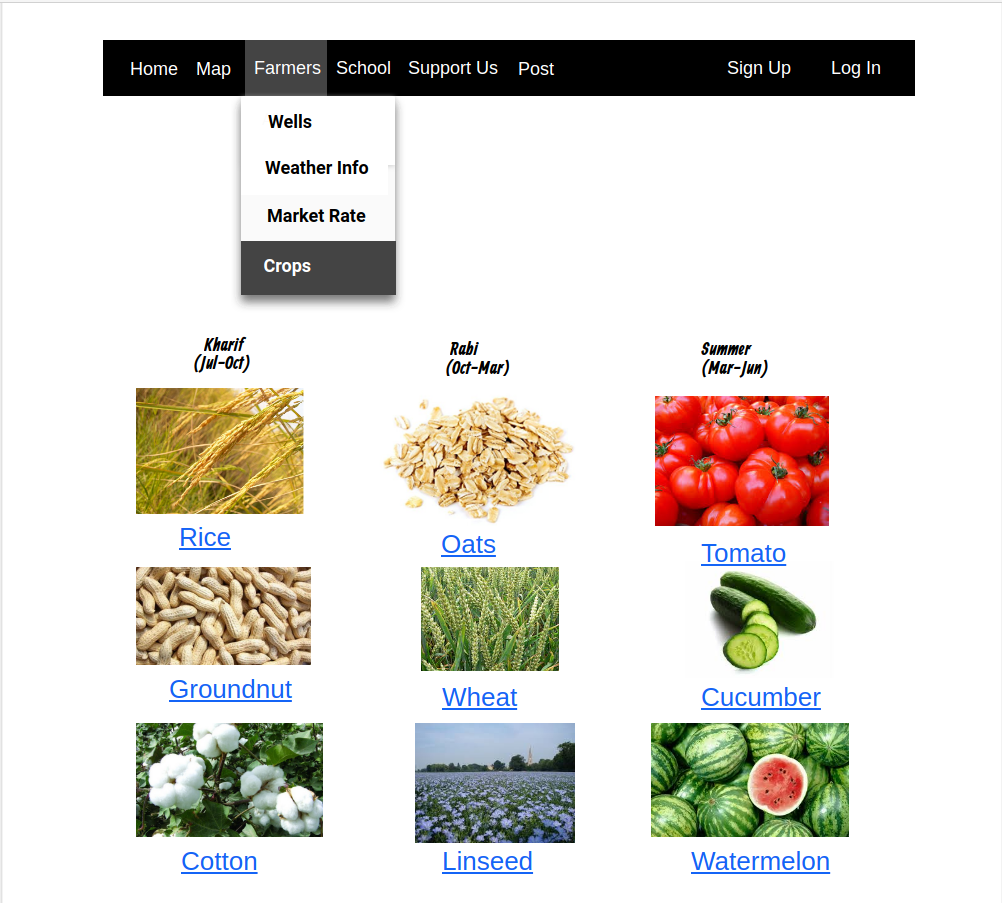 Home Map Farmers School Support Us Post Sign Up Log In
Wells
Weather Info
Market Rate
Crops
Kharif
(Jul-Oct)
Rabi
(Oct-Mar)
Summer
(Mar-Jun)
Rice
Oats
Tomato
Groundnut
Wheat
Cucumber
Cotton
Linseed
Watermelon